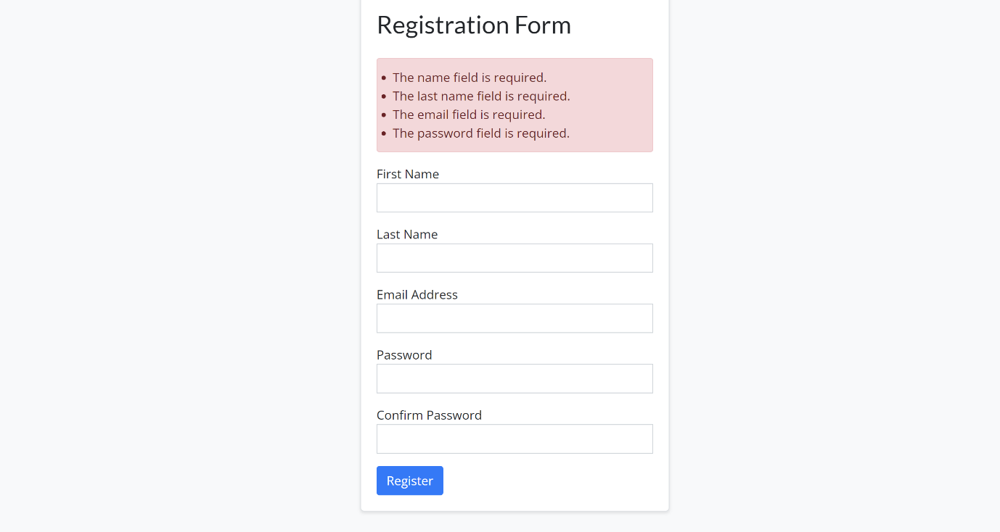 Registration Form
The name field is required.
The last name field is required.
The email field is required.
The password field is required.
First Name
Last Name
Email Address
Password
Confirm Password
Register